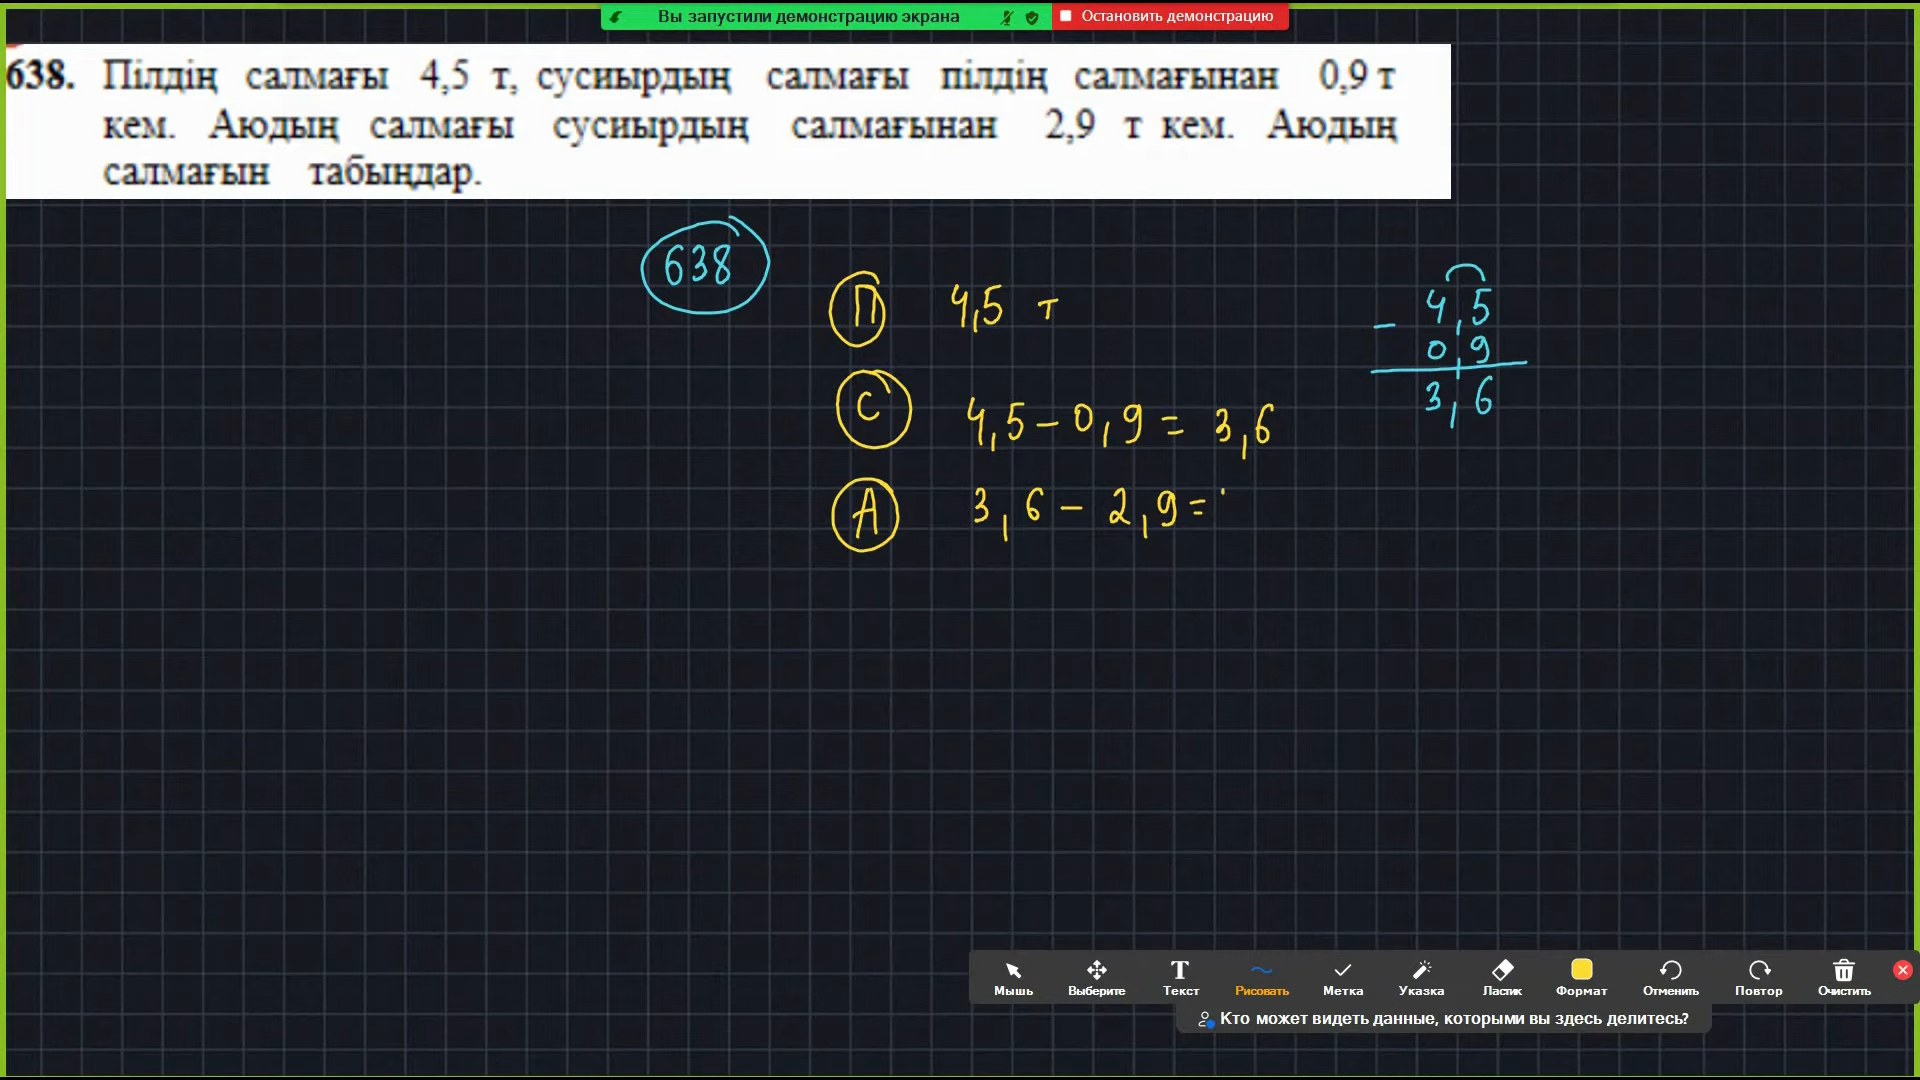 Вы запустили демонстрацию экрана Остановить демонстрацию
638. Пілдің салмағы 4,5 т, сусиырдың салмағы пілдің салмағынан 0,9 т
кем. Аюдың салмағы сусиырдың салмағынан 2,9 т кем. Аюдың
салмағын табыңдар.
638
П 4,5 т
С 4,5 - 0,9 = 3,6
А 3,6 - 2,9 =
4,5
- 0,9
3,6
Мышь Выберите Текст Рисовать Метка Указка Ластик Формат Отменить Повтор Очистить
Кто может видеть данные, которыми вы здесь делитесь?